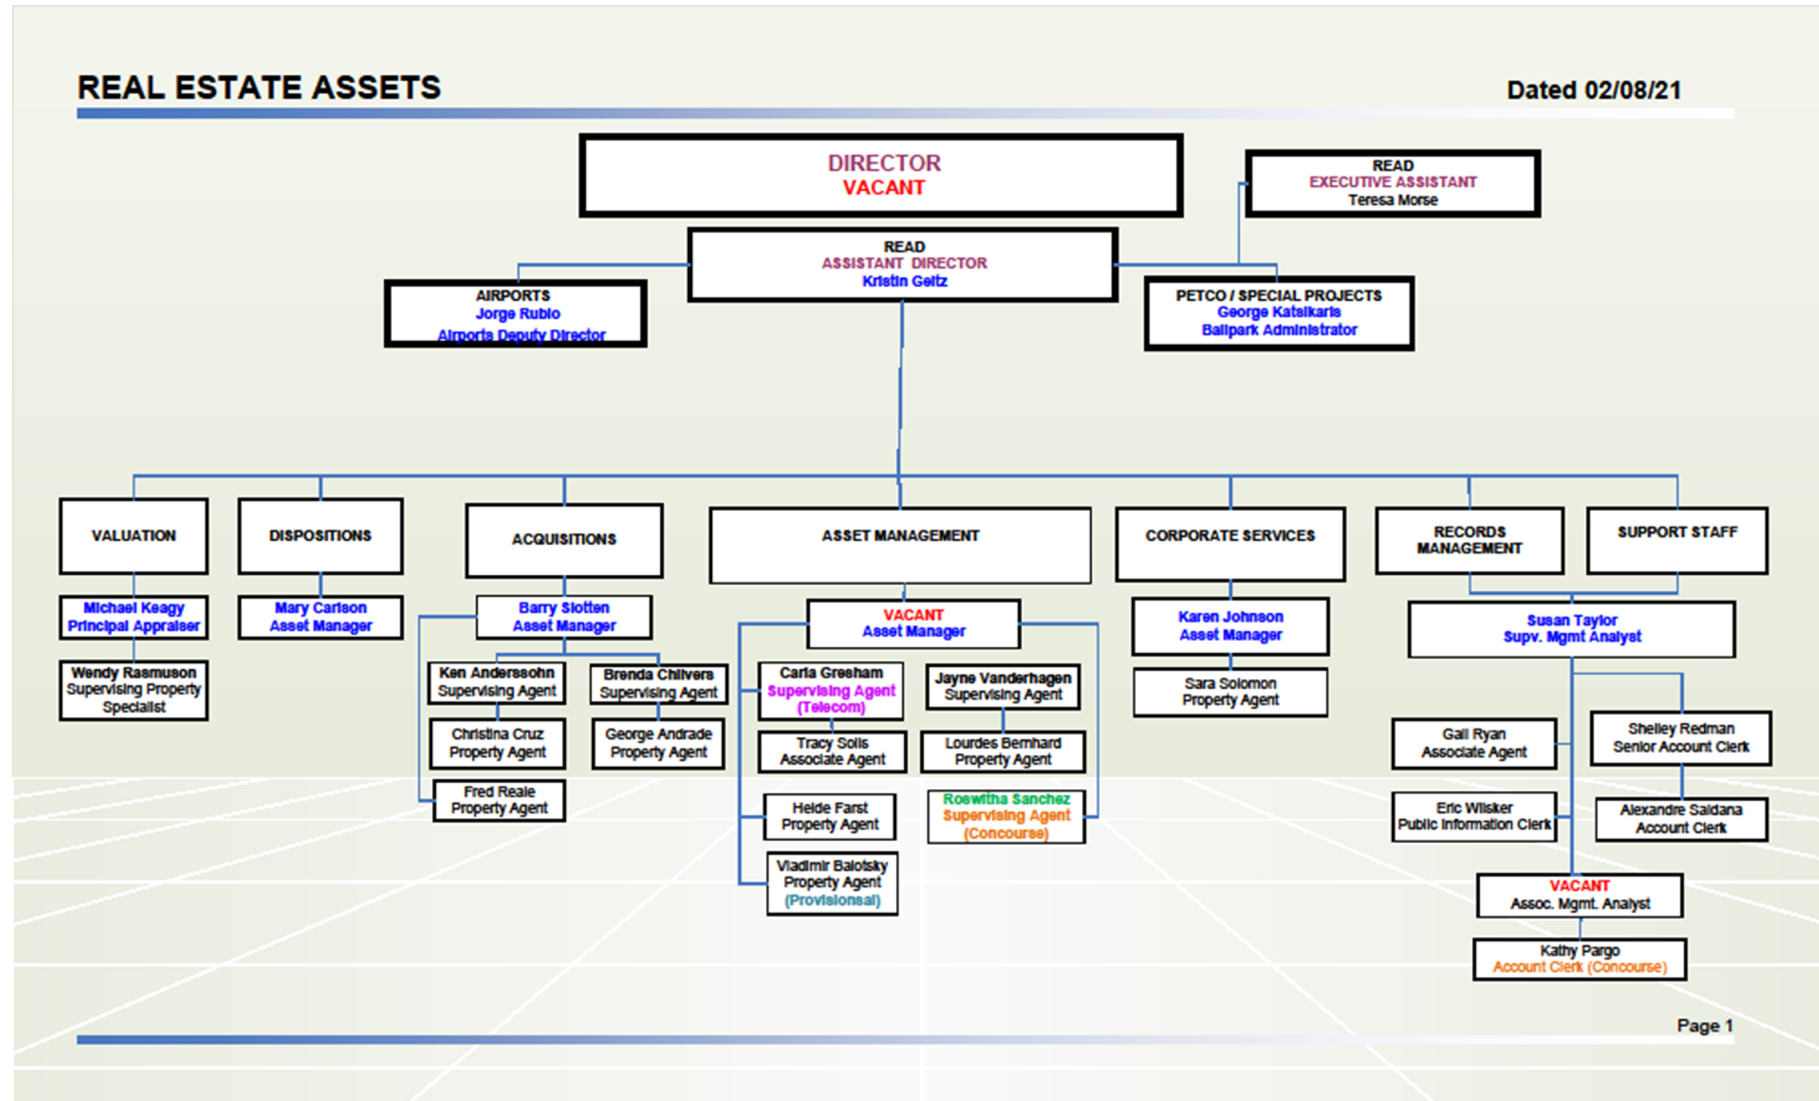 REAL ESTATE ASSETS
Dated 02/08/21
DIRECTOR
VACANT
READ
EXECUTIVE ASSISTANT
Teresa Morse
READ
ASSISTANT DIRECTOR
Kristin Geitz
AIRPORTS
Jorge Rubio
Airports Deputy Director
PETCO / SPECIAL PROJECTS
George Katsikaris
Ballpark Administrator
VALUATION
DISPOSITIONS
ACQUISITIONS
ASSET MANAGEMENT
CORPORATE SERVICES
RECORDS
MANAGEMENT
SUPPORT STAFF
Michael Keagy
Principal Appraiser
Wendy Rasmuson
Supervising Property
Specialist
Mary Carlson
Asset Manager
Barry Slotten
Asset Manager
Ken Anderssohn
Supervising Agent
Christina Cruz
Property Agent
Fred Reale
Property Agent
Brenda Chilvers
Supervising Agent
George Andrade
Property Agent
VACANT
Asset Manager
Carla Gresham
Supervising Agent
(Telecom)
Tracy Solis
Associate Agent
Heide Farst
Property Agent
Vladimir Balotsky
Property Agent
(Provisionsal)
Jayne Vanderhagen
Supervising Agent
Lourdes Bernhard
Property Agent
Roswitha Sanchez
Supervising Agent
(Concourse)
Karen Johnson
Asset Manager
Sara Solomon
Property Agent
Susan Taylor
Supv. Mgmt Analyst
Gail Ryan
Associate Agent
Shelley Redman
Senior Account Clerk
Eric Wilsker
Public Information Clerk
Alexandre Saldana
Account Clerk
VACANT
Assoc. Mgmt. Analyst
Kathy Pargo
Account Clerk (Concourse)
Page 1